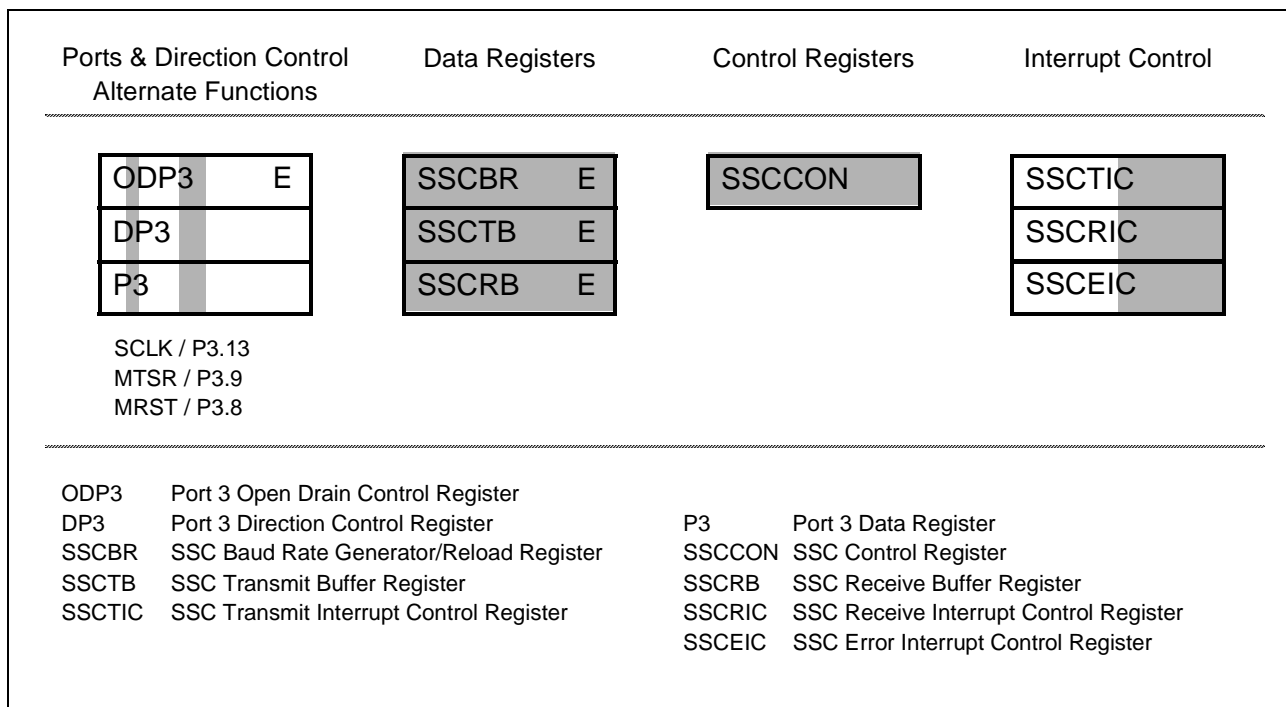 Ports & Direction Control
Alternate Functions
Data Registers
Control Registers
Interrupt Control
ODP3 E
DP3
P3
SSCBR E
SSCTB E
SSCRB E
SSCCON
SSCTIC
SSCRIC
SSCEIC
SCLK / P3.13
MTSR / P3.9
MRST / P3.8
ODP3 Port 3 Open Drain Control Register
DP3 Port 3 Direction Control Register
SSCBR SSC Baud Rate Generator/Reload Register
SSCTB SSC Transmit Buffer Register
SSCTIC SSC Transmit Interrupt Control Register
P3 Port 3 Data Register
SSCCON SSC Control Register
SSCRB SSC Receive Buffer Register
SSCRIC SSC Receive Interrupt Control Register
SSCEIC SSC Error Interrupt Control Register